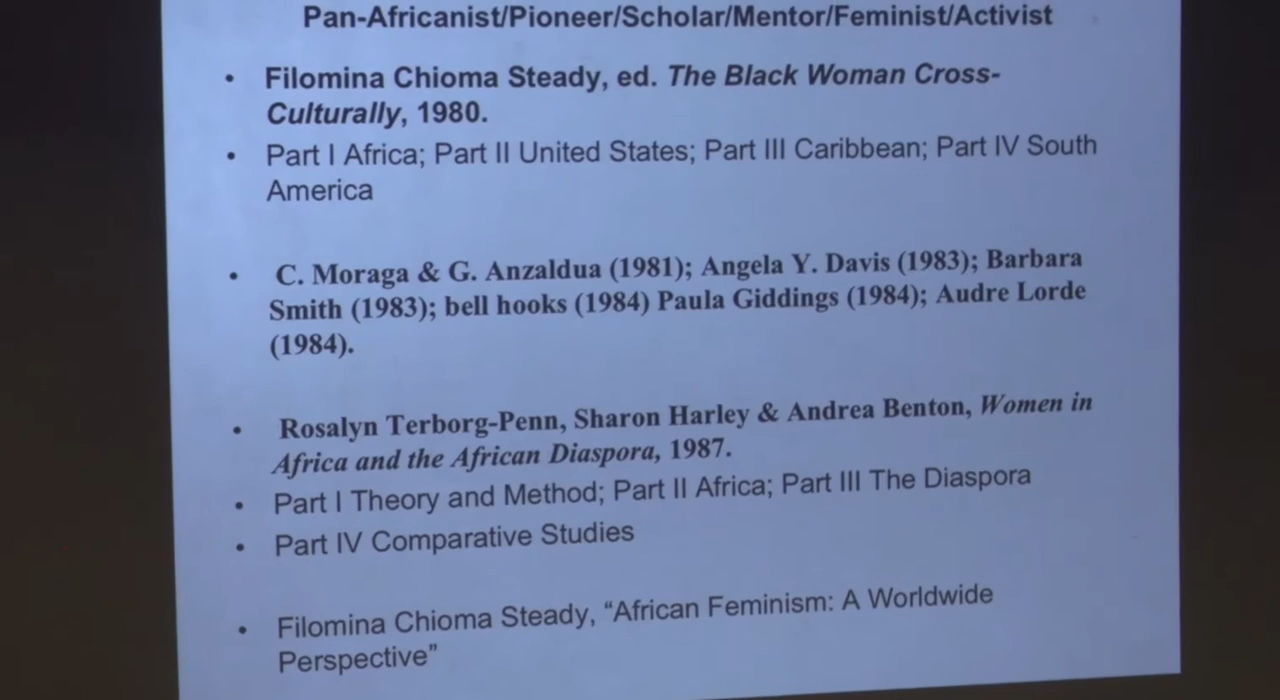 Pan-Africanist/Pioneer/Scholar/Mentor/Feminist/Activist
• Filomina Chioma Steady, ed. The Black Woman Cross-
Culturally, 1980.
• Part I Africa; Part II United States; Part III Caribbean; Part IV South
America
• C. Moraga & G. Anzaldua (1981); Angela Y. Davis (1983); Barbara
Smith (1983); bell hooks (1984) Paula Giddings (1984); Audre Lorde
(1984).
• Rosalyn Terborg-Penn, Sharon Harley & Andrea Benton, Women in
Africa and the African Diaspora, 1987.
• Part I Theory and Method; Part II Africa; Part III The Diaspora
• Part IV Comparative Studies
• Filomina Chioma Steady, “African Feminism: A Worldwide
Perspective”